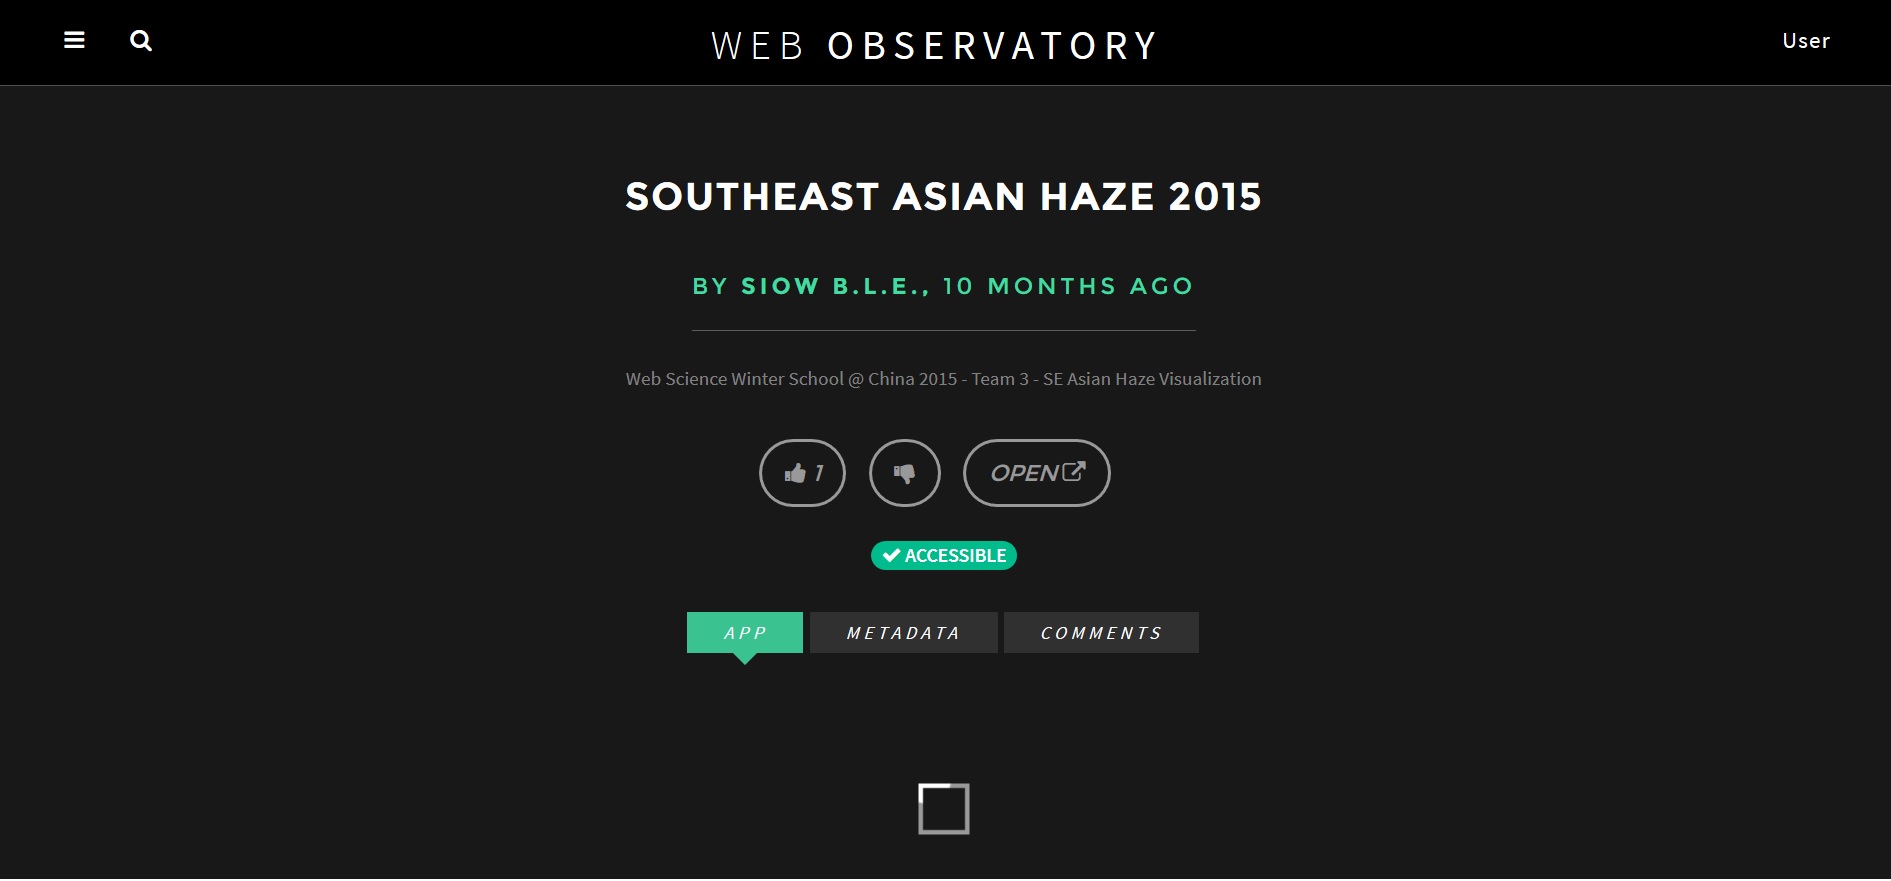 WEB OBSERVATORY
User
SOUTHEAST ASIAN HAZE 2015
BY SIOW B.L.E., 10 MONTHS AGO
Web Science Winter School @ China 2015 - Team 3 - SE Asian Haze Visualization
1
OPEN
ACCESSIBLE
APP
METADATA
COMMENTS